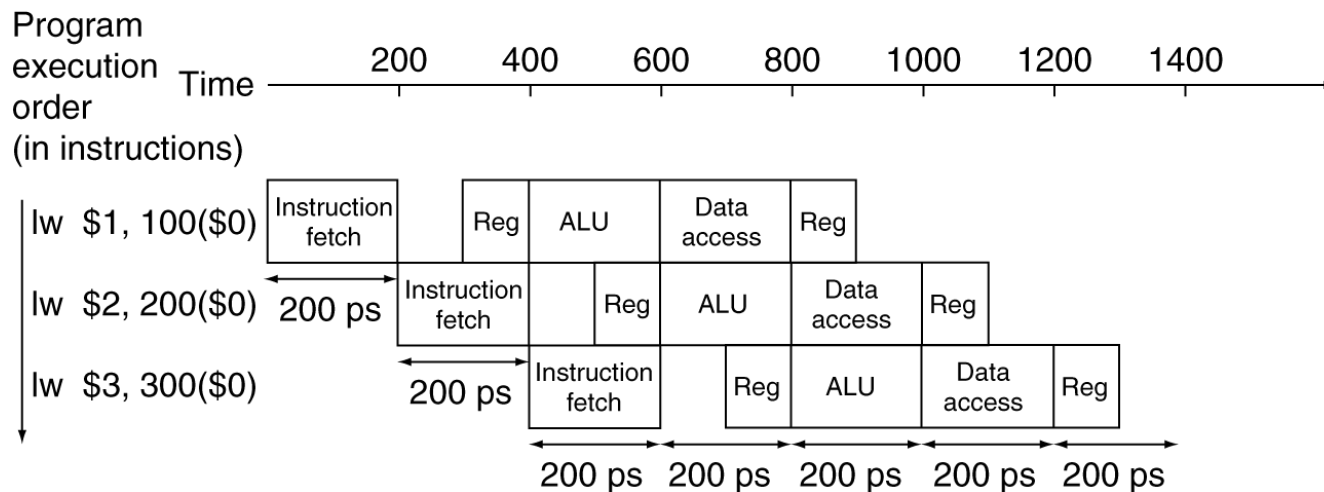 Program
execution
order
(in instructions)
Time
200 400 600 800 1000 1200 1400
lw $1, 100($0)
Instruction
fetch
Reg
ALU
Data
access
Reg
200 ps
lw $2, 200($0)
Instruction
fetch
Reg
ALU
Data
access
Reg
200 ps
lw $3, 300($0)
Instruction
fetch
Reg
ALU
Data
access
Reg
200 ps 200 ps 200 ps 200 ps 200 ps